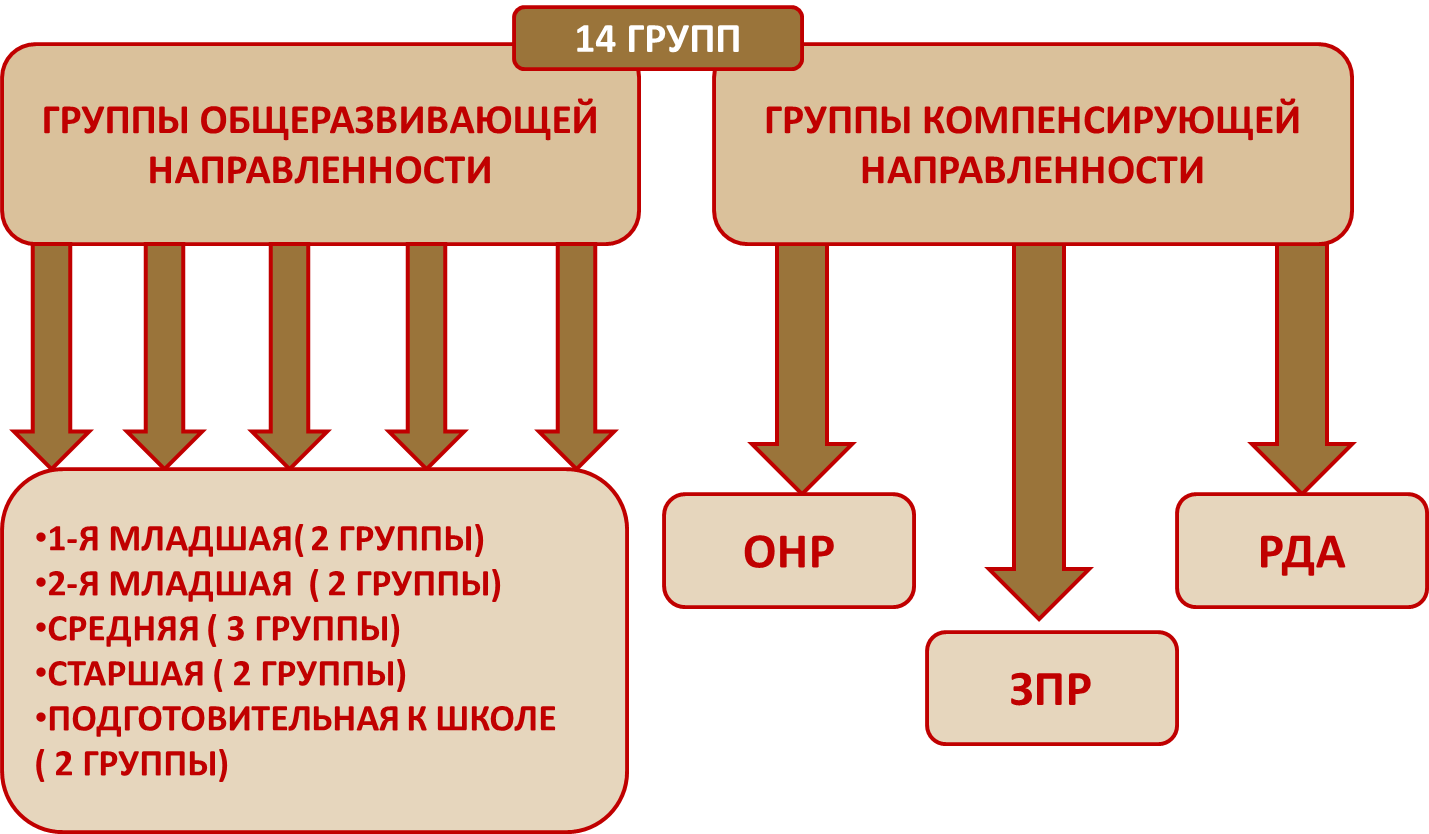 14 ГРУПП
ГРУППЫ ОБЩЕРАЗВИВАЮЩЕЙ
НАПРАВЛЕННОСТИ
ГРУППЫ КОМПЕНСИРУЮЩЕЙ
НАПРАВЛЕННОСТИ
•1-Я МЛАДШАЯ( 2 ГРУППЫ)
•2-Я МЛАДШАЯ ( 2 ГРУППЫ)
•СРЕДНЯЯ ( 3 ГРУППЫ)
•СТАРШАЯ ( 2 ГРУППЫ)
•ПОДГОТОВИТЕЛЬНАЯ К ШКОЛЕ
( 2 ГРУППЫ)
ОНР
ЗПР
РДА